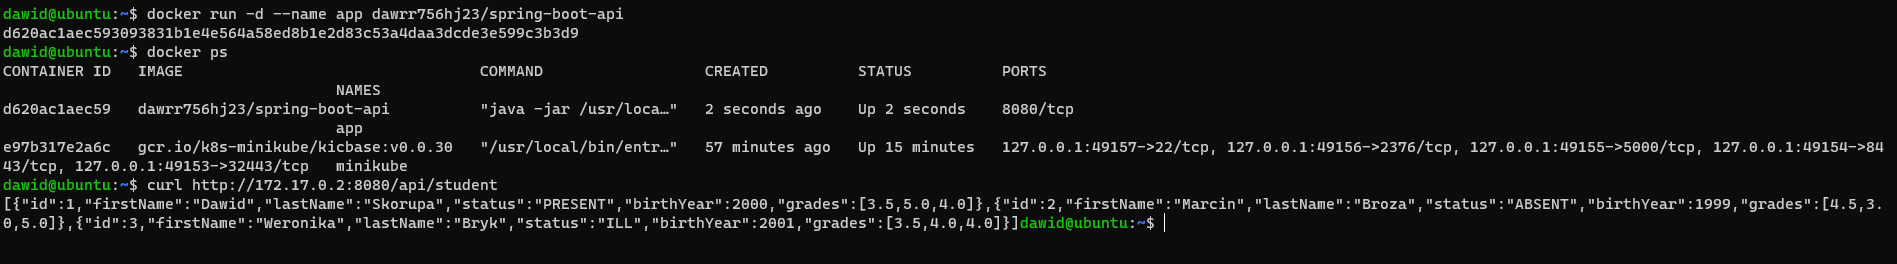 dawid@ubuntu:~$ docker run -d --name app dawrr756hj23/spring-boot-api
d620ac1aec593093831b1e4e564a58ed8b1e2d83c53a4daa3dcde3e599c3b3d9
dawid@ubuntu:~$ docker ps
CONTAINER ID   IMAGE                                 COMMAND                  CREATED          STATUS          PORTS
                                     NAMES
d620ac1aec59   dawrr756hj23/spring-boot-api          "java -jar /usr/loca…"   2 seconds ago    Up 2 seconds    8080/tcp
                                     app
e97b317e2a6c   gcr.io/k8s-minikube/kicbase:v0.0.30   "/usr/local/bin/entr…"   57 minutes ago   Up 15 minutes   127.0.0.1:49157->22/tcp, 127.0.0.1:49156->2376/tcp, 127.0.0.1:49155->5000/tcp, 127.0.0.1:49154->84
43/tcp, 127.0.0.1:49153->32443/tcp   minikube
dawid@ubuntu:~$ curl http://172.17.0.2:8080/api/student
[{"id":1,"firstName":"Dawid","lastName":"Skorupa","status":"PRESENT","birthYear":2000,"grades":[3.5,5.0,4.0]},{"id":2,"firstName":"Marcin","lastName":"Broza","status":"ABSENT","birthYear":1999,"grades":[4.5,3.
0,5.0]},{"id":3,"firstName":"Weronika","lastName":"Bryk","status":"ILL","birthYear":2001,"grades":[3.5,4.0,4.0]}]dawid@ubuntu:~$